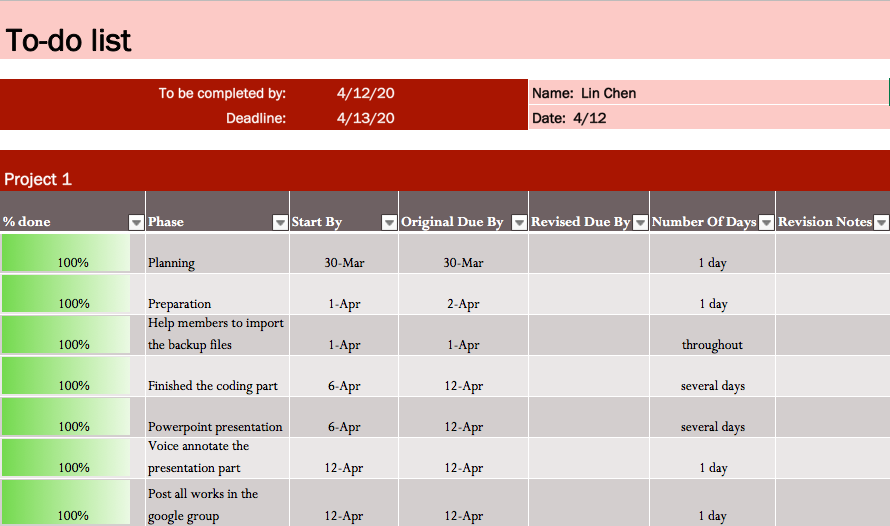 To-do list
To be completed by: 4/12/20 Name: Lin Chen
Deadline: 4/13/20 Date: 4/12
Project 1
% done Phase Start By Original Due By Revised Due By Number Of Days Revision Notes
100% Planning 30-Mar 30-Mar 1 day
100% Preparation 1-Apr 2-Apr 1 day
Help members to import
100% the backup files 1-Apr 1-Apr throughout
100% Finished the coding part 6-Apr 12-Apr several days
100% Powerpoint presentation 6-Apr 12-Apr several days
Voice annotate the
100% presentation part 12-Apr 12-Apr 1 day
Post all works in the
100% google group 12-Apr 12-Apr 1 day